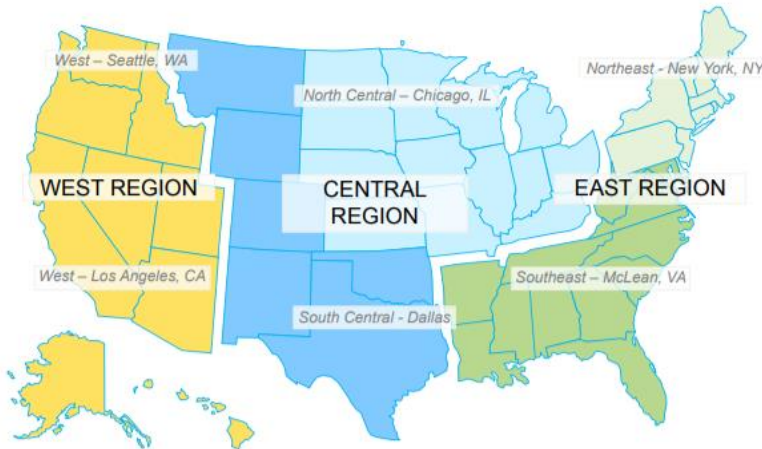 West – Seattle, WA
Northeast - New York, NY
North Central – Chicago, IL
WEST REGION
CENTRAL
REGION
EAST REGION
West – Los Angeles, CA
Southeast – McLean, VA
South Central - Dallas